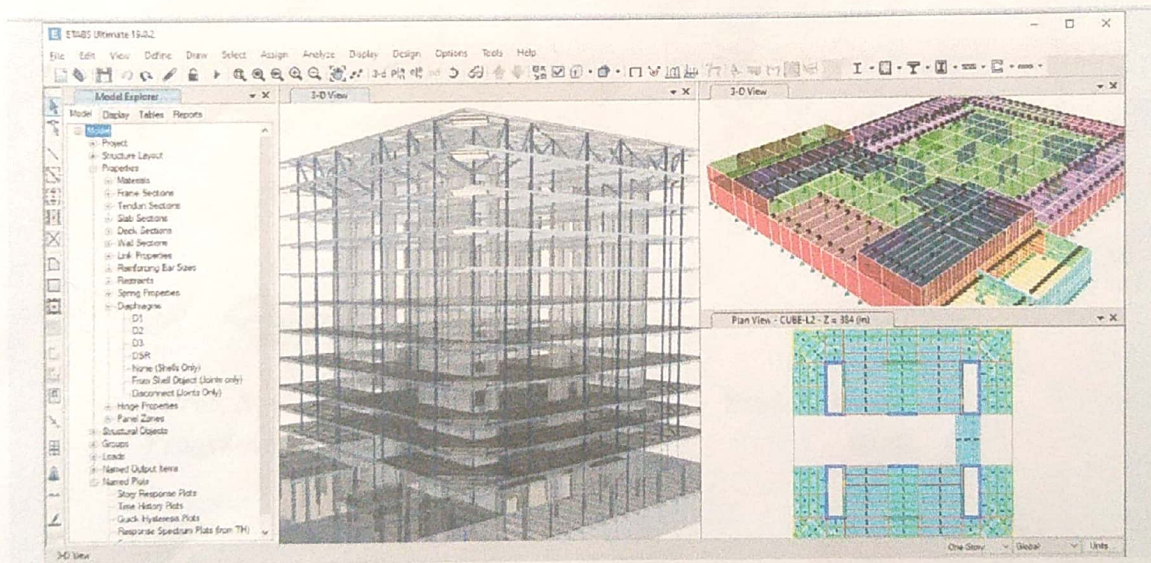 ETABS Ultimate 19.0.2
File Edit View Define Draw Select Assign Analyze Display Design Options Tools Help
3-d
Model Explorer
3-D View
3-D View
Model Display Tables Reports
Model
Project
Structure Layout
Properties
Materials
Frame Sections
Tendon Sections
Slab Sections
Deck Sections
Wall Sections
Link Properties
Reinforcing Bar Sizes
Restraints
Spring Properties
Diaphragms
D1
D2
D3
DSR
None (Shells Only)
From Shell Object (Joints only)
Disconnect (Joints Only)
Hinge Properties
Panel Zones
Structural Objects
Groups
Loads
Named Output Items
Named Plots
Story Response Plots
Time History Plots
Quick Hysteresis Plots
Response Spectrum Plots (from TH)
Plan View - CUBE-L2 - Z = 384 (in)
3-D View
One Story
Global
Units...